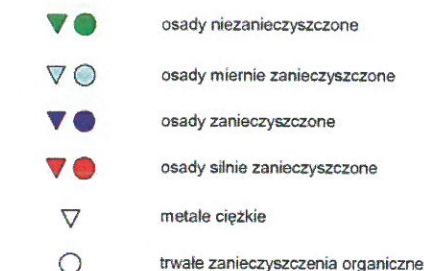 osady niezanieczyszczone
osady miernie zanieczyszczone
osady zanieczyszczone
osady silnie zanieczyszczone
metale ciężkie
trwałe zanieczyszczenia organiczne